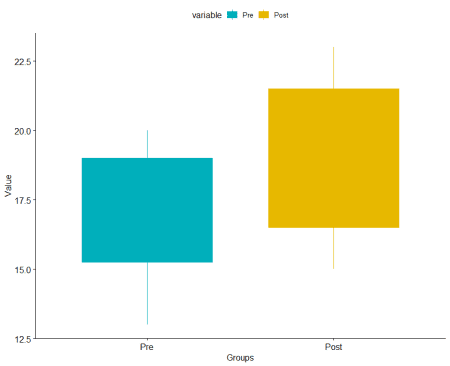 variable Pre Post
22.5
20.0
17.5
15.0
12.5
Value
Pre Post
Groups